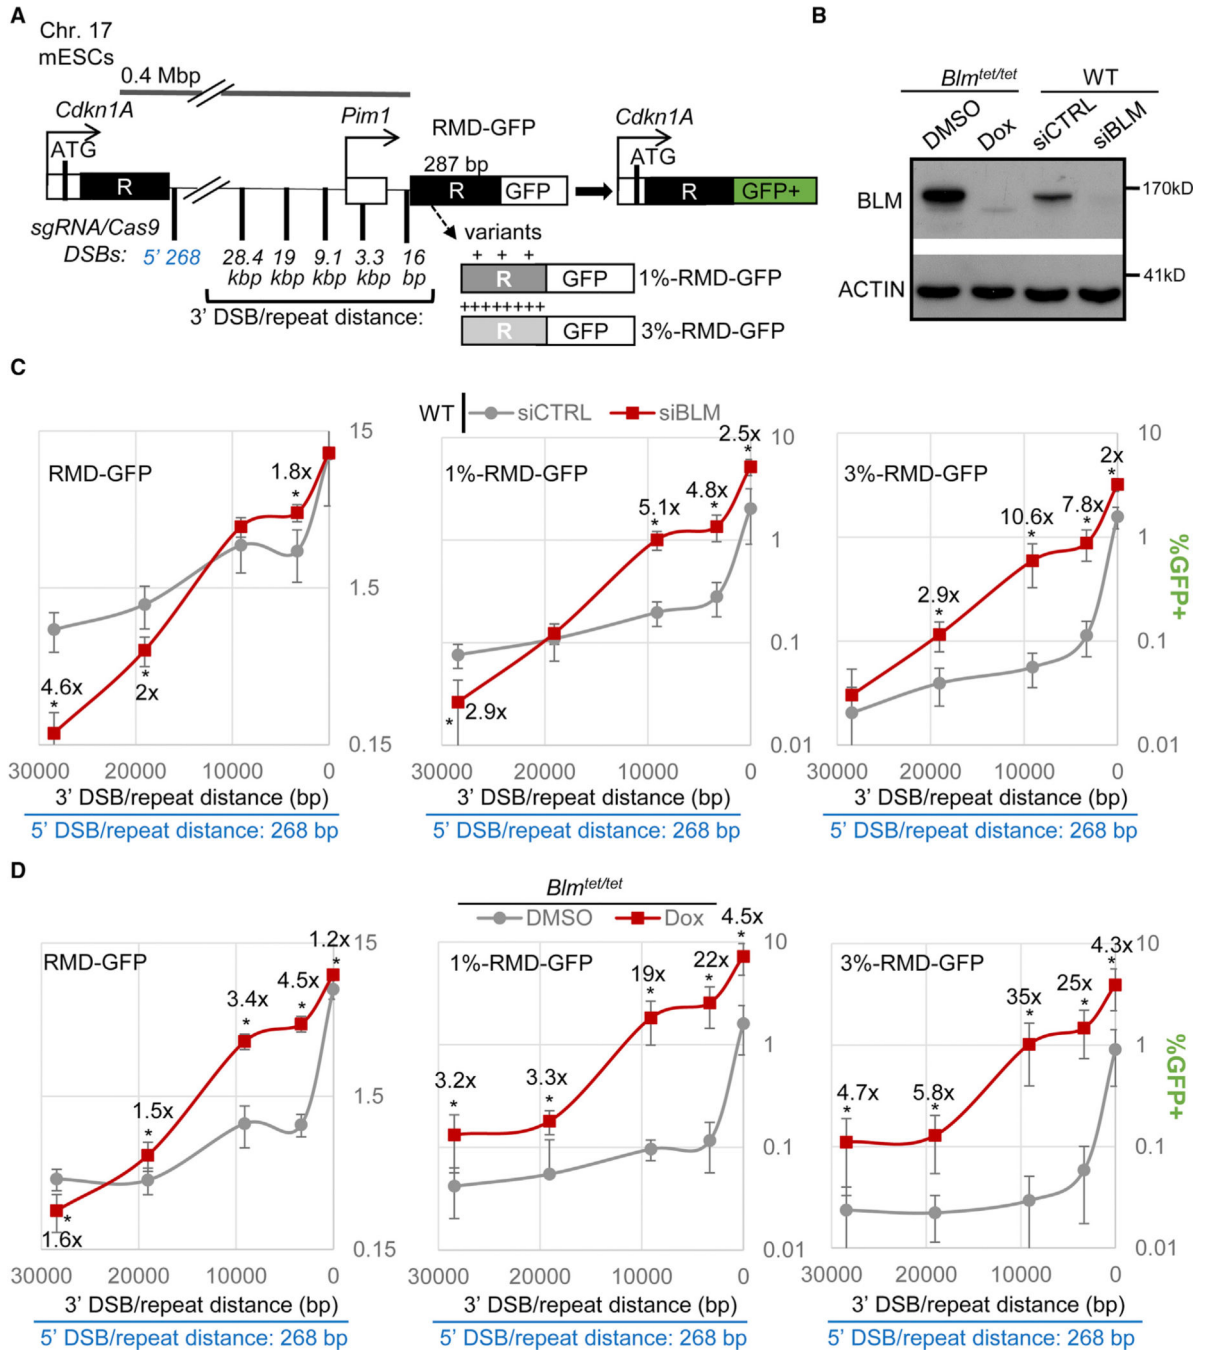 A
Chr. 17
mESCs
0.4 Mbp
Cdkn1A
ATG
R
Pim1
RMD-GFP
287 bp
R
GFP
Cdkn1A
ATG
R
GFP+
sgRNA/Cas9
DSBs:
5' 268
28.4 kbp
19 kbp
9.1 kbp
3.3 kbp
16 bp
3' DSB/repeat distance:
variants
+ + +
R
GFP
1%-RMD-GFP
++++++++
R
GFP
3%-RMD-GFP
B
Blmtet/tet
WT
DMSO
Dox
siCTRL
siBLM
BLM
170kD
41kD
ACTIN
C
WT
siCTRL
siBLM
RMD-GFP
15
1.5
0.15
4.6x
*
2x
*
1.8x
*
30000 20000 10000 0
3' DSB/repeat distance (bp)
5' DSB/repeat distance: 268 bp
1%-RMD-GFP
10
1
0.1
0.01
* 2.9x
5.1x
*
4.8x
*
2.5x
*
30000 20000 10000 0
3' DSB/repeat distance (bp)
5' DSB/repeat distance: 268 bp
3%-RMD-GFP
10
1
0.1
0.01
2.9x
*
10.6x
*
7.8x
*
2x
*
%GFP+
30000 20000 10000 0
3' DSB/repeat distance (bp)
5' DSB/repeat distance: 268 bp
D
Blmtet/tet
DMSO
Dox
RMD-GFP
15
1.5
0.15
*
1.6x
1.5x
*
3.4x
*
4.5x
*
1.2x
*
30000 20000 10000 0
3' DSB/repeat distance (bp)
5' DSB/repeat distance: 268 bp
1%-RMD-GFP
10
1
0.1
0.01
3.2x
*
3.3x
*
19x
*
22x
*
4.5x
*
30000 20000 10000 0
3' DSB/repeat distance (bp)
5' DSB/repeat distance: 268 bp
3%-RMD-GFP
10
1
0.1
0.01
4.7x
*
5.8x
*
35x
*
25x
*
4.3x
*
%GFP+
30000 20000 10000 0
3' DSB/repeat distance (bp)
5' DSB/repeat distance: 268 bp